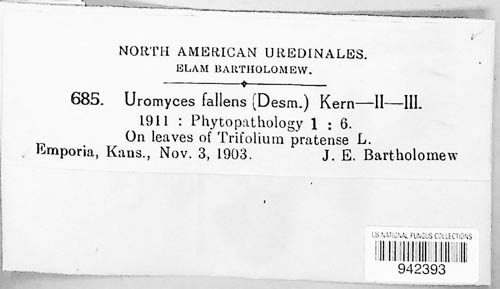 NORTH AMERICAN UREDINALES.
ELAM BARTHOLOMEW.
685. Uromyces fallens (Desm.) Kern—II—III.
1911 : Phytopathology 1 : 6.
On leaves of Trifolium pratense L.
Emporia, Kans., Nov. 3, 1903. J. E. Bartholomew
US NATIONAL FUNGUS COLLECTIONS
942393